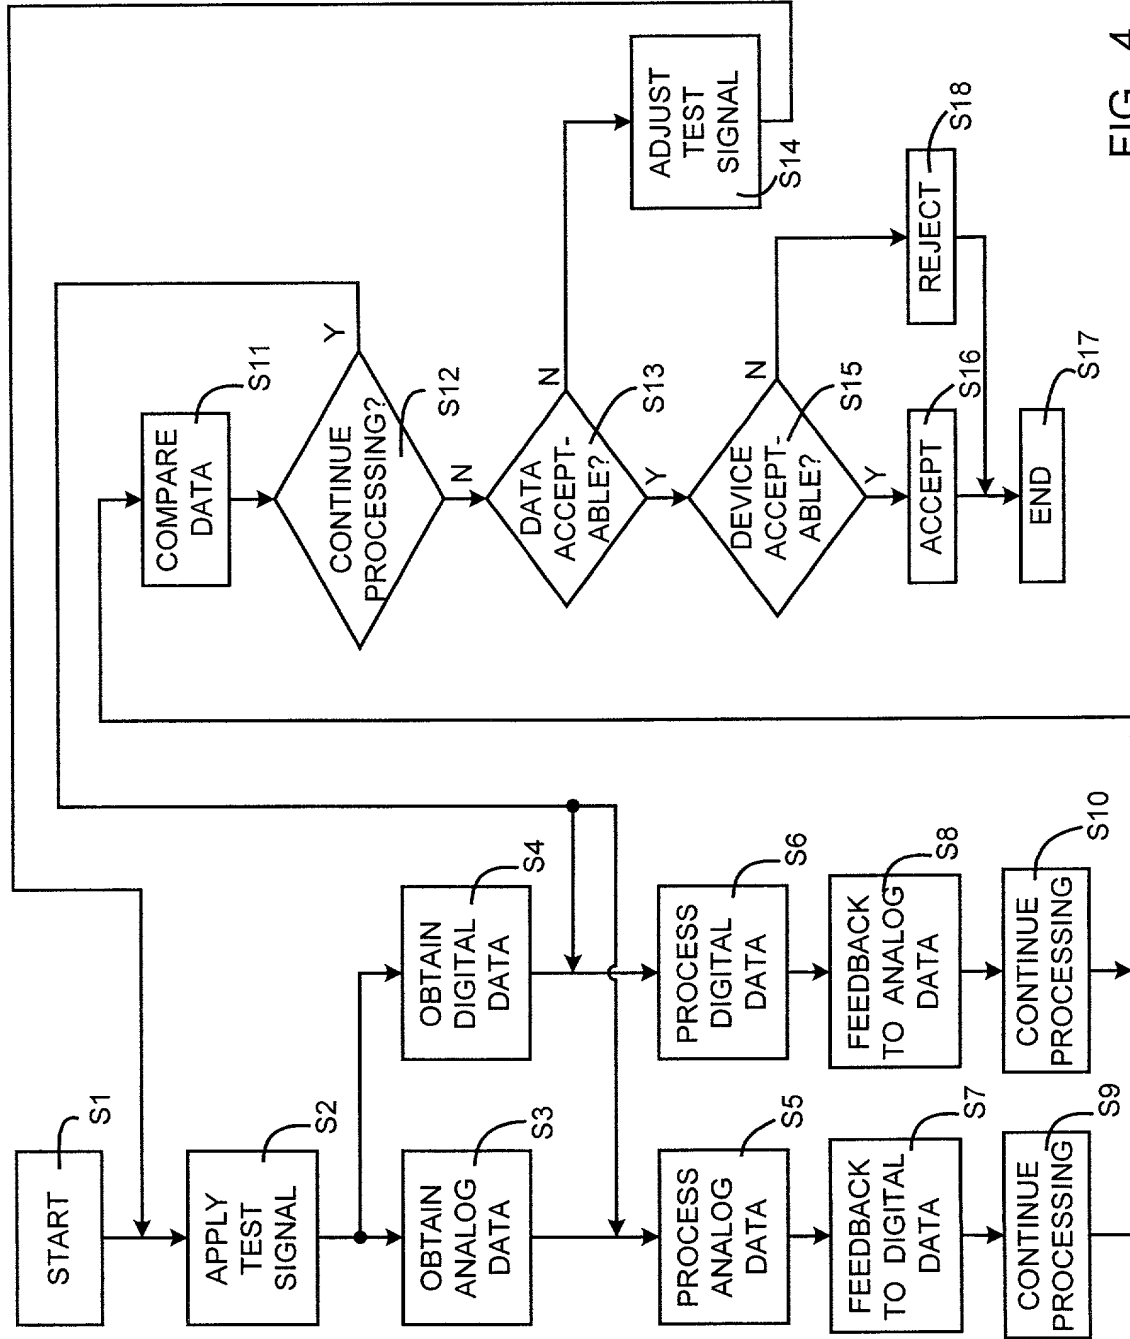 START
S1
APPLY
TEST
SIGNAL
S2
OBTAIN
ANALOG
DATA
S3
OBTAIN
DIGITAL
DATA
S4
PROCESS
ANALOG
DATA
S5
PROCESS
DIGITAL
DATA
S6
FEEDBACK
TO DIGITAL
DATA
S7
FEEDBACK
TO ANALOG
DATA
S8
CONTINUE
PROCESSING
S9
CONTINUE
PROCESSING
S10
COMPARE
DATA
S11
CONTINUE
PROCESSING?
S12
Y
N
DATA
ACCEPT-
ABLE?
S13
N
Y
ADJUST
TEST
SIGNAL
S14
DEVICE
ACCEPT-
ABLE?
S15
N
Y
ACCEPT
S16
REJECT
S18
END
S17
FIG. 4